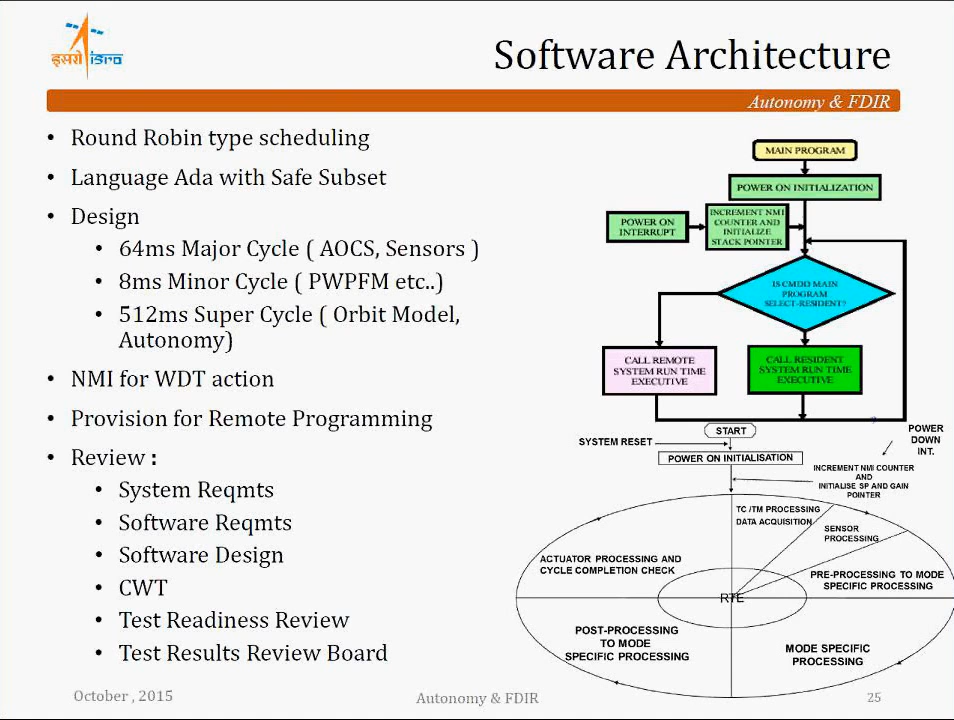 इसरो isro
Software Architecture
Autonomy & FDIR
• Round Robin type scheduling
• Language Ada with Safe Subset
• Design
• 64ms Major Cycle ( AOCS, Sensors )
• 8ms Minor Cycle ( PWPFM etc..)
• 512ms Super Cycle ( Orbit Model,
Autonomy)
• NMI for WDT action
• Provision for Remote Programming
• Review :
• System Reqmts
• Software Reqmts
• Software Design
• CWT
• Test Readiness Review
• Test Results Review Board
MAIN PROGRAM
POWER ON INITIALIZATION
POWER ON
INTERRUPT
INCREMENT NMI
COUNTER AND
INITIALIZE
STACK POINTER
IS CMDD MAIN
PROGRAM
SELECT-RESIDENT?
CALL REMOTE
SYSTEM RUN TIME
EXECUTIVE
CALL RESIDENT
SYSTEM RUN TIME
EXECUTIVE
START
SYSTEM RESET
POWER ON INITIALISATION
POWER
DOWN
INT.
INCREMENT NMI COUNTER
AND
INITIALISE SP AND GAIN
POINTER
TC /TM PROCESSING
DATA ACQUISITION
SENSOR
PROCESSING
ACTUATOR PROCESSING AND
CYCLE COMPLETION CHECK
PRE-PROCESSING TO MODE
SPECIFIC PROCESSING
RTE
POST-PROCESSING
TO MODE
SPECIFIC PROCESSING
MODE SPECIFIC
PROCESSING
October , 2015
Autonomy & FDIR
25